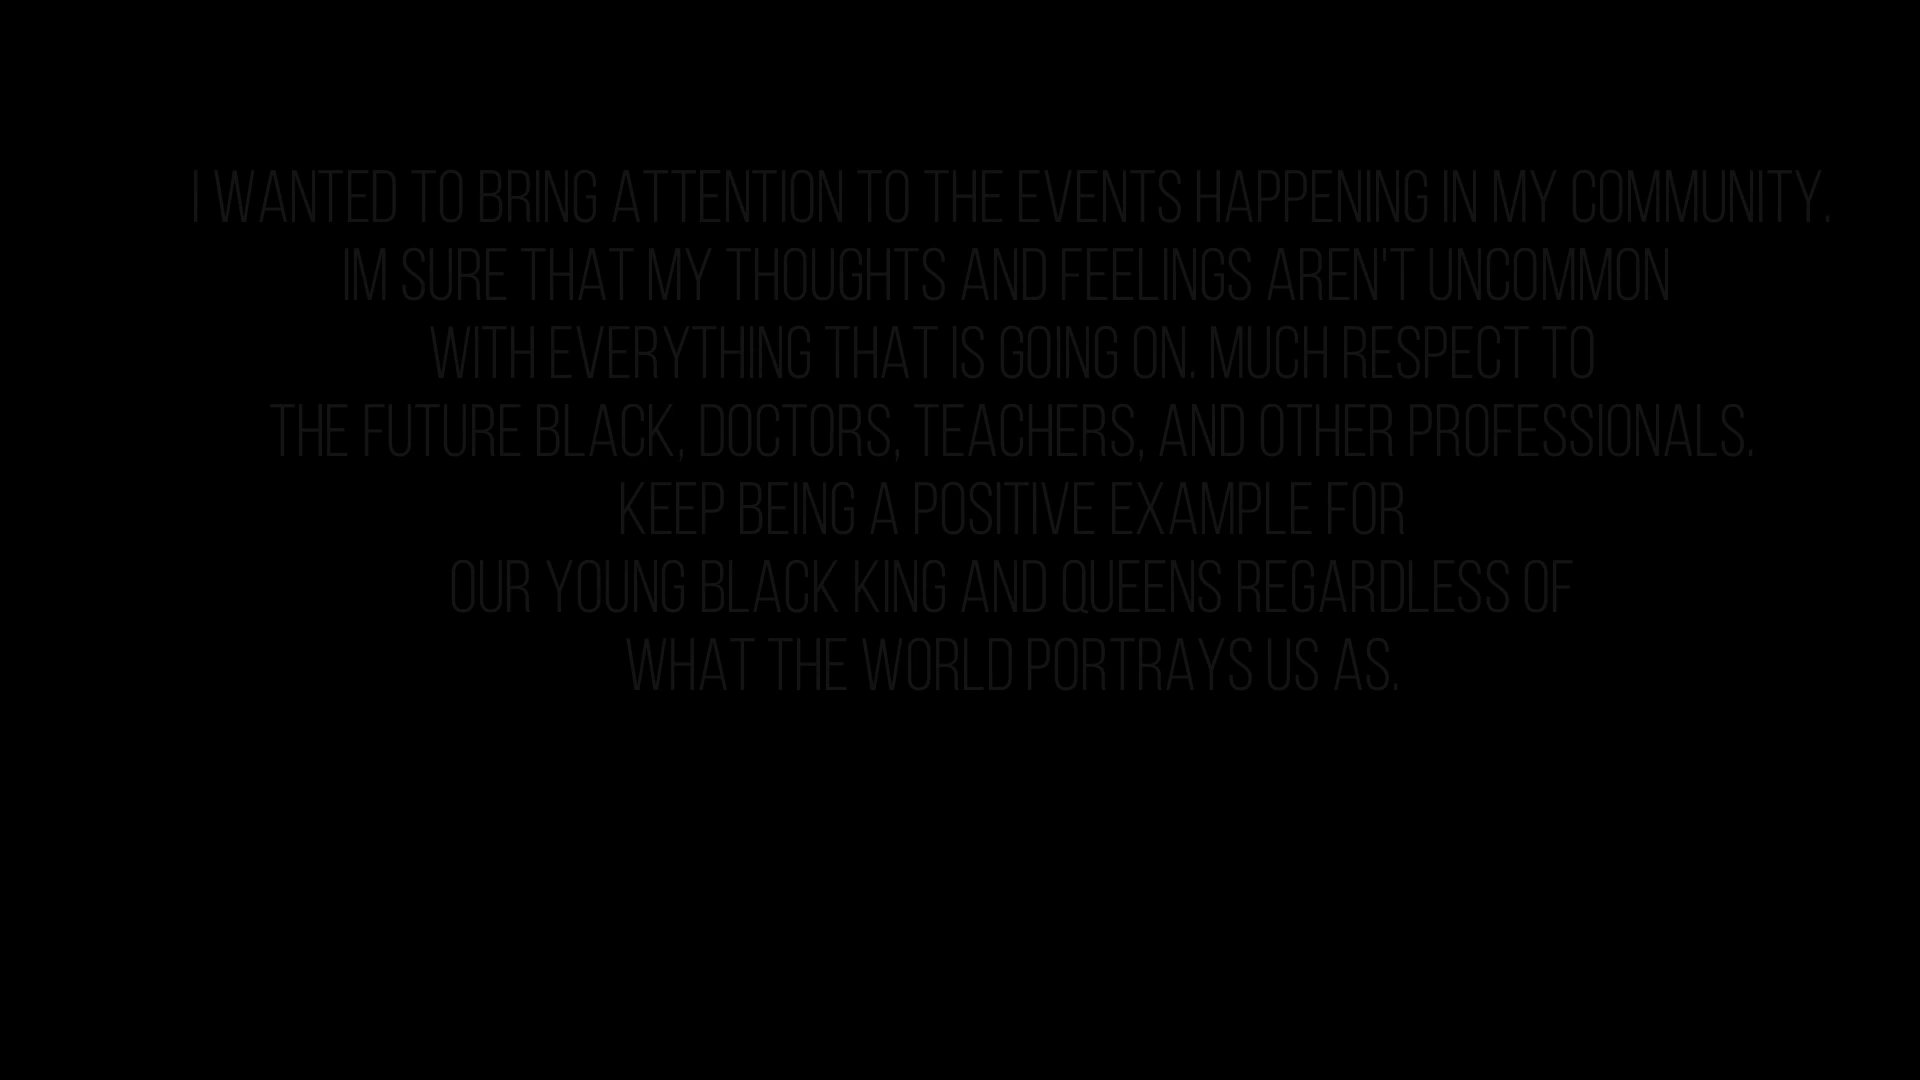 I WANTED TO BRING ATTENTION TO THE EVENTS HAPPENING IN MY COMMUNITY.
IM SURE THAT MY THOUGHTS AND FEELINGS AREN'T UNCOMMON
WITH EVERYTHING THAT IS GOING ON. MUCH RESPECT TO
THE FUTURE BLACK, DOCTORS, TEACHERS, AND OTHER PROFESSIONALS.
KEEP BEING A POSITIVE EXAMPLE FOR
OUR YOUNG BLACK KING AND QUEENS REGARDLESS OF
WHAT THE WORLD PORTRAYS US AS.